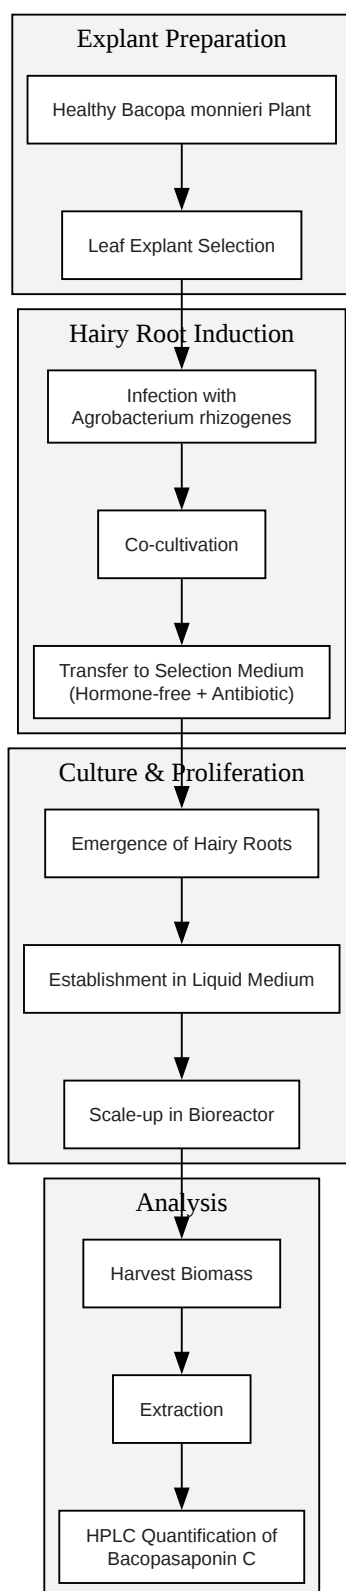 Explant Preparation
Healthy Bacopa monnieri Plant
Leaf Explant Selection
Hairy Root Induction
Infection with
Agrobacterium rhizogenes
Co-cultivation
Transfer to Selection Medium
(Hormone-free + Antibiotic)
Culture & Proliferation
Emergence of Hairy Roots
Establishment in Liquid Medium
Scale-up in Bioreactor
Analysis
Harvest Biomass
Extraction
HPLC Quantification of
Bacopasaponin C